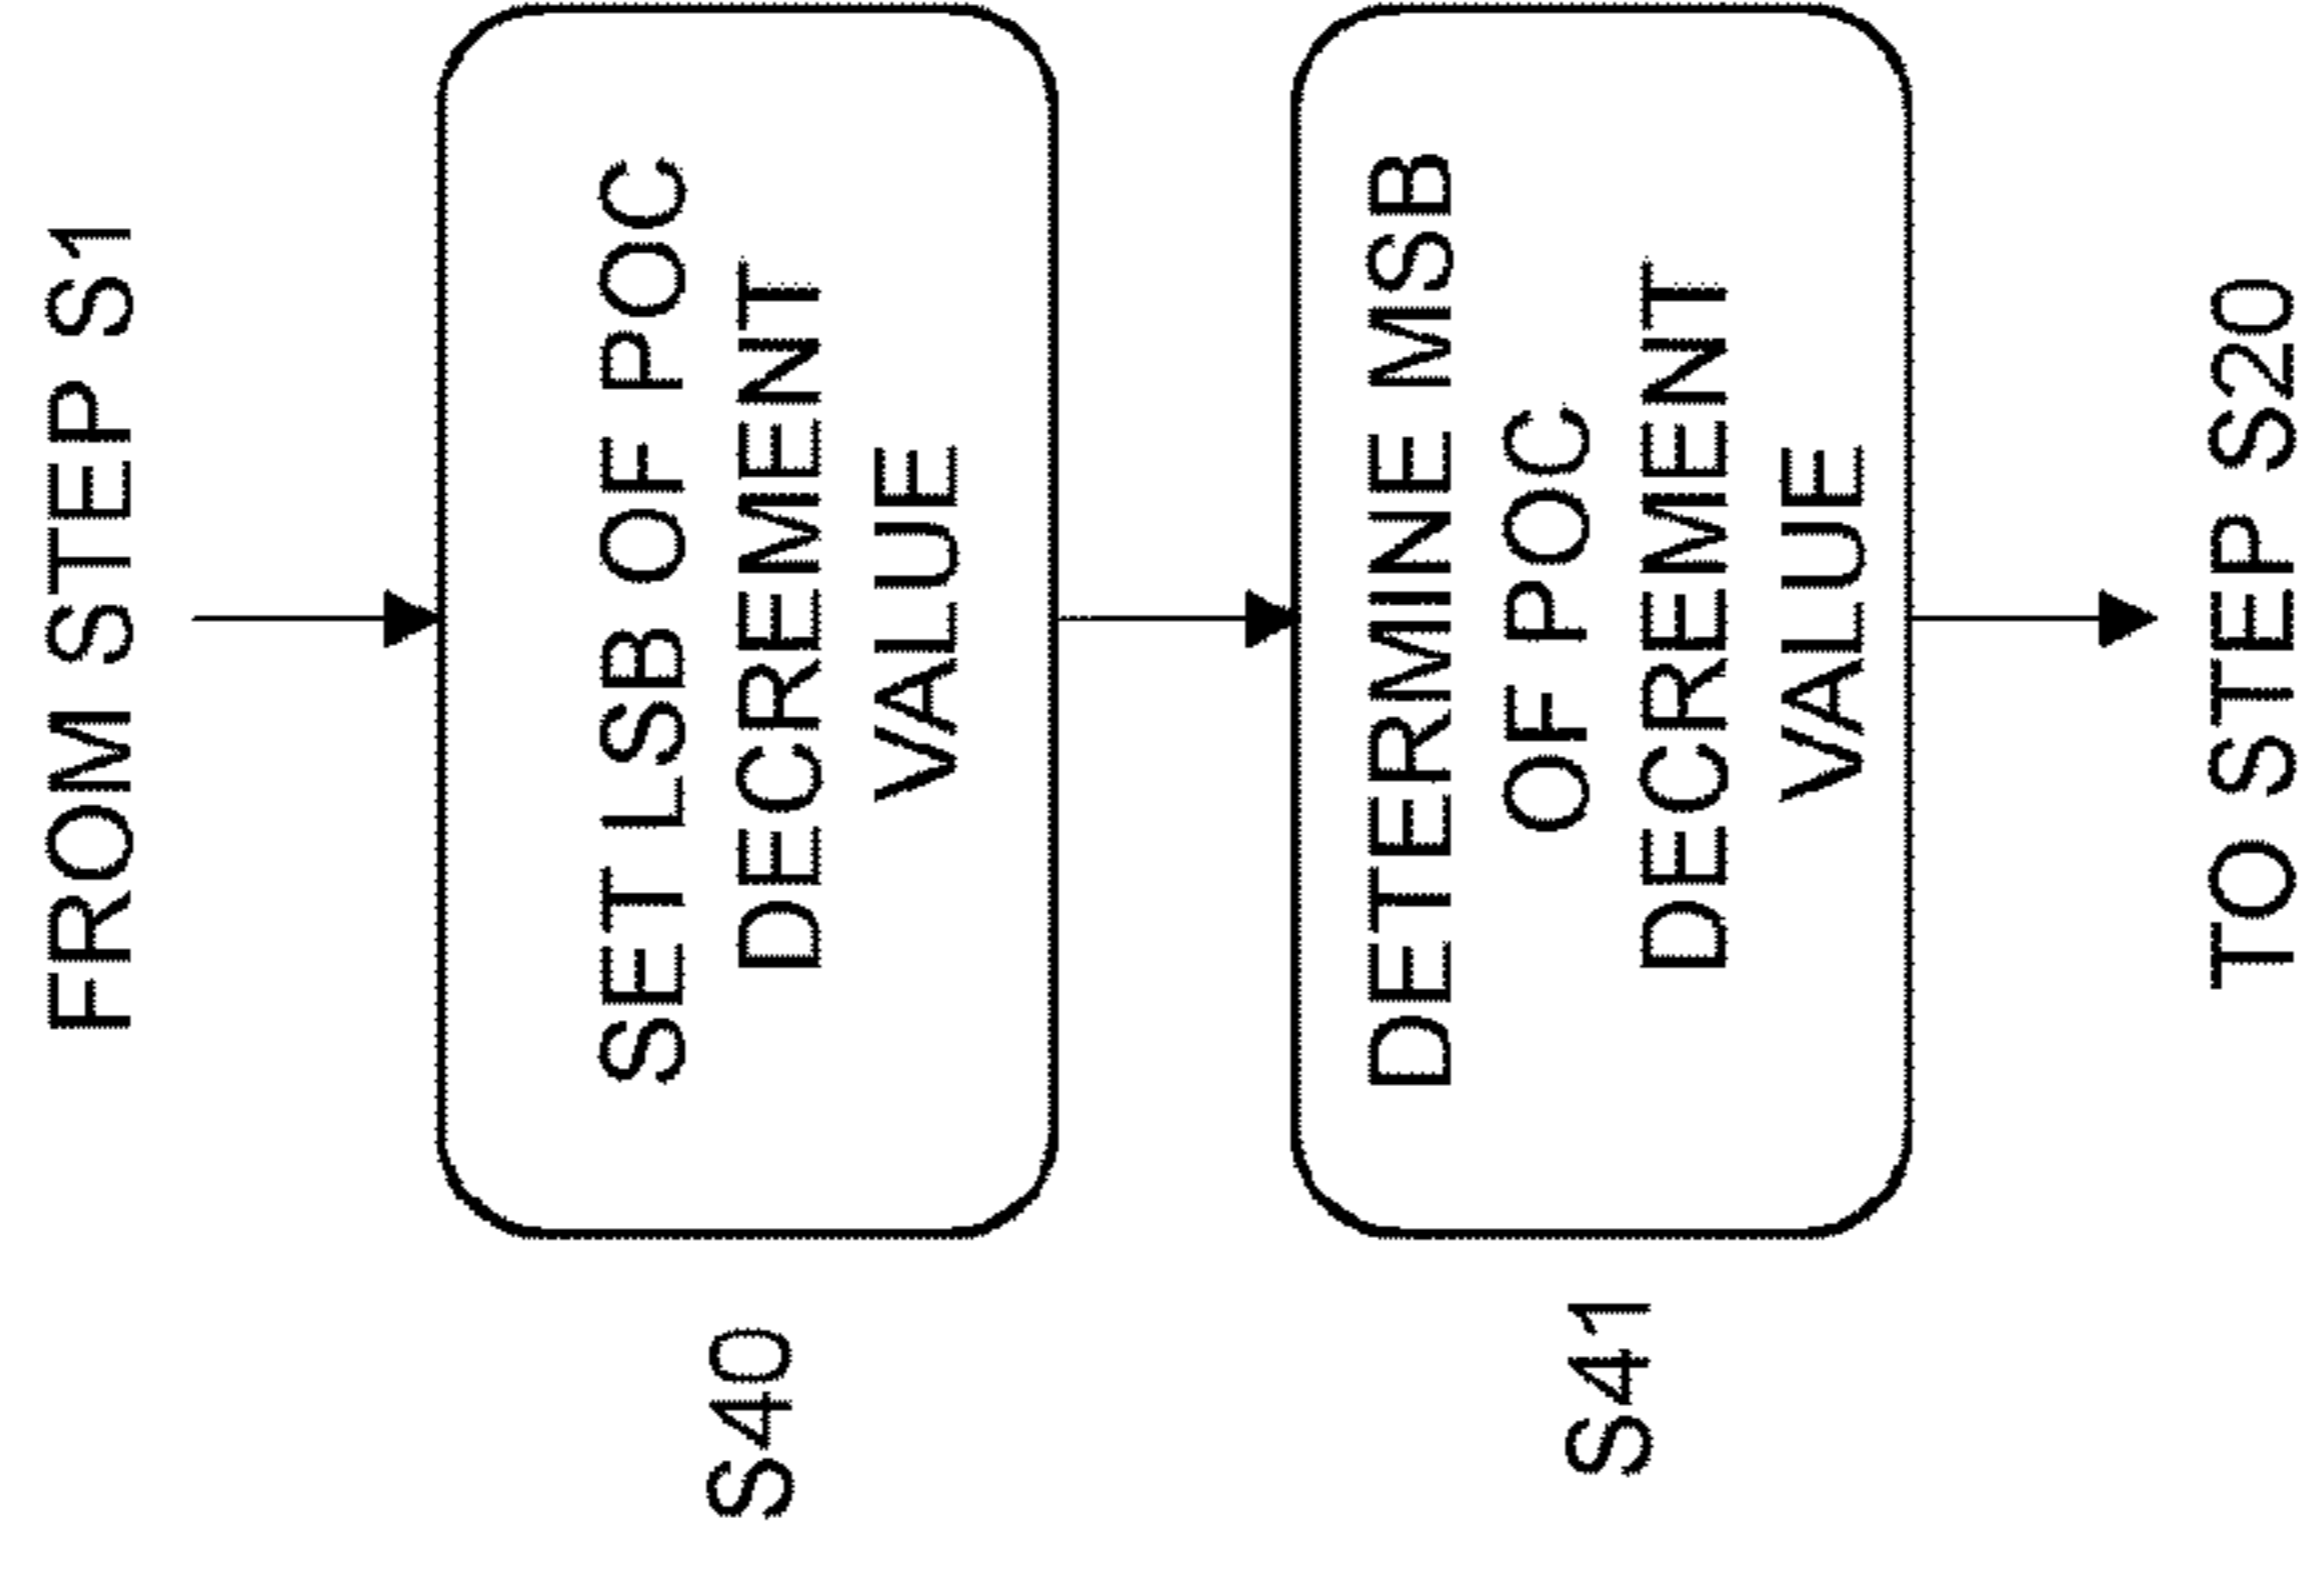 FROM STEP S1
SET LSB OF POC
DECREMENT
VALUE
S40
DETERMINE MSB
OF POC
DECREMENT
VALUE
S41
TO STEP S20